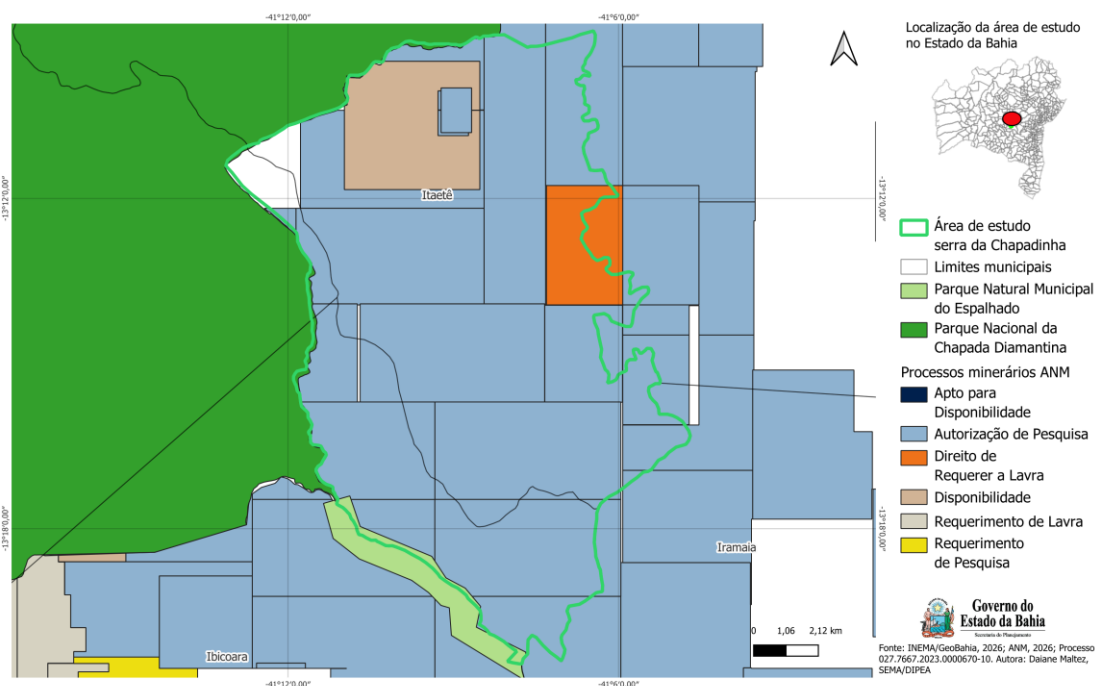 -41°12'0,00"
-41°6'0,00"
-13°12'0,00"
-13°12'0,00"
-13°18'0,00"
-13°18'0,00"
Itaetê
Iramaia
Ibicoara
-41°12'0,00"
-41°6'0,00"
0 1,06 2,12 km
Localização da área de estudo
no Estado da Bahia
Área de estudo
serra da Chapadinha
Limites municipais
Parque Natural Municipal
do Espalhado
Parque Nacional da
Chapada Diamantina
Processos minerários ANM
Apto para
Disponibilidade
Autorização de Pesquisa
Direito de
Requerer a Lavra
Disponibilidade
Requerimento de Lavra
Requerimento
de Pesquisa
Governo do
Estado da Bahia
Secretaria do Planejamento
Fonte: INEMA/GeoBahia, 2026; ANM, 2026; Processo
027.7667.2023.0000670-10. Autora: Daiane Maltez,
SEMA/DIPEA